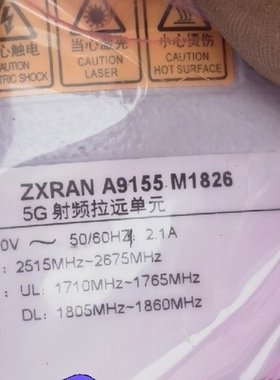 心触电 当心激光 小心烫伤
CAUTION CAUTION CAUTION
TRIC SHOCK LASER HOT SURFACE
ZXRAN A9155 M1826
5G 射频拉远单元
0V ～ 50/60Hz 2.1A
: 2515MHz~2675MHz
: UL: 1710MHz~1765MHz
DL: 1805MHz~1860MHz